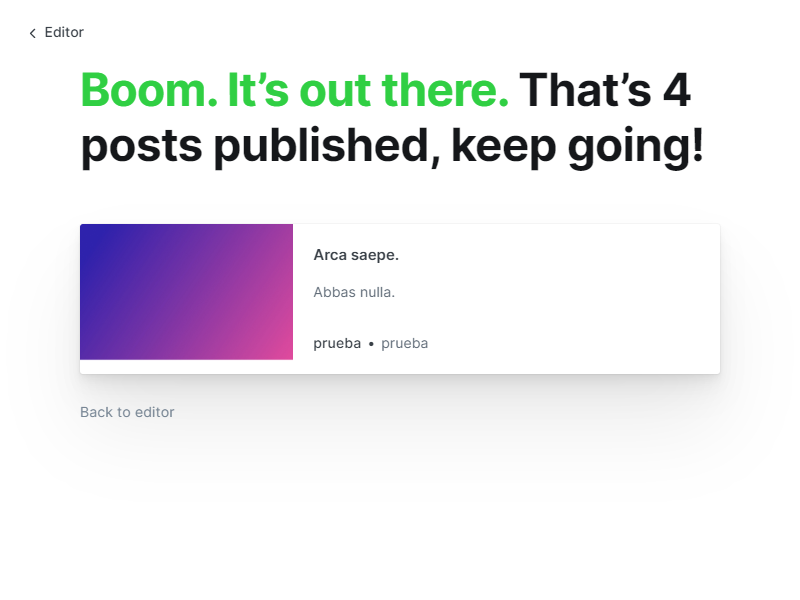 Editor
Boom. It’s out there. That’s 4
posts published, keep going!
Arca saepe.
Abbas nulla.
prueba • prueba
Back to editor